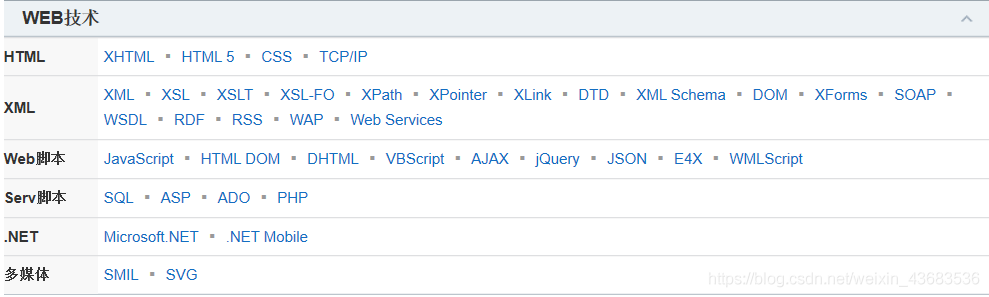 WEB技术
HTML XHTML ▪ HTML 5 ▪ CSS ▪ TCP/IP
XML XML ▪ XSL ▪ XSLT ▪ XSL-FO ▪ XPath ▪ XPointer ▪ XLink ▪ DTD ▪ XML Schema ▪ DOM ▪ XForms ▪ SOAP ▪
WSDL ▪ RDF ▪ RSS ▪ WAP ▪ Web Services
Web脚本 JavaScript ▪ HTML DOM ▪ DHTML ▪ VBScript ▪ AJAX ▪ jQuery ▪ JSON ▪ E4X ▪ WMLScript
Serv脚本 SQL ▪ ASP ▪ ADO ▪ PHP
.NET Microsoft.NET ▪ .NET Mobile
多媒体 SMIL ▪ SVG
https://blog.csdn.net/weixin_43683536